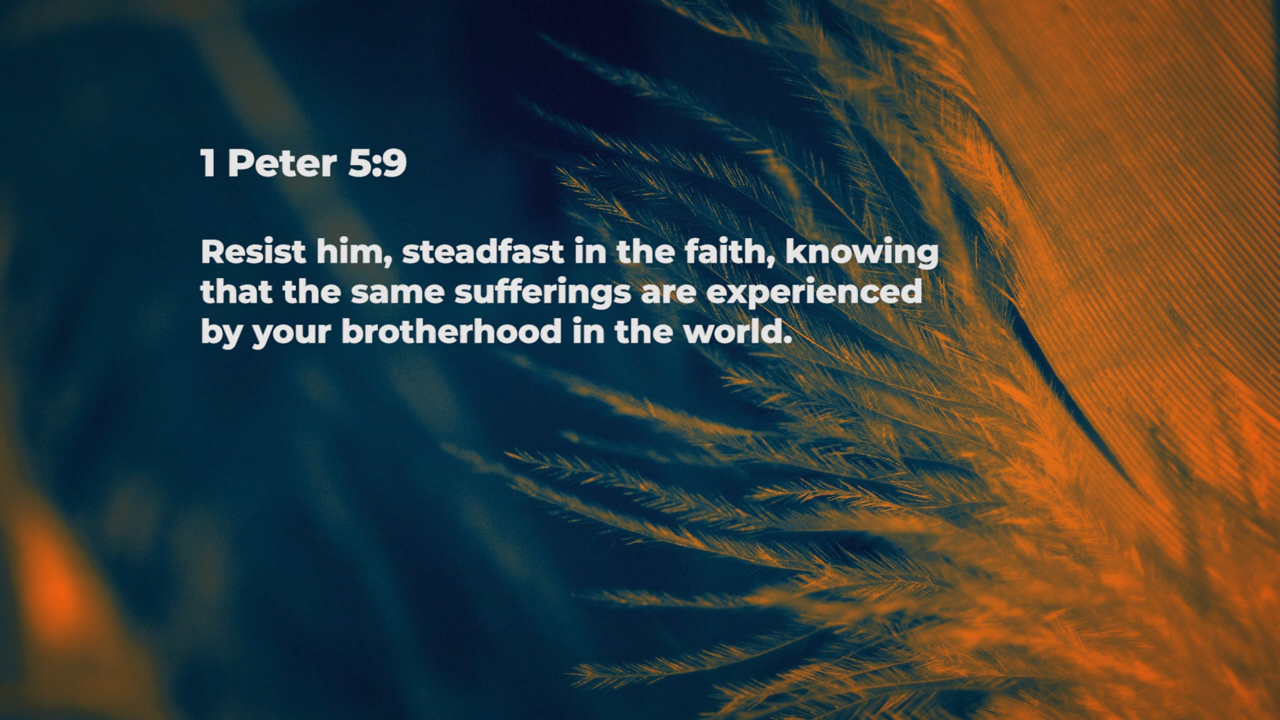 1 Peter 5:9
Resist him, steadfast in the faith, knowing
that the same sufferings are experienced
by your brotherhood in the world.